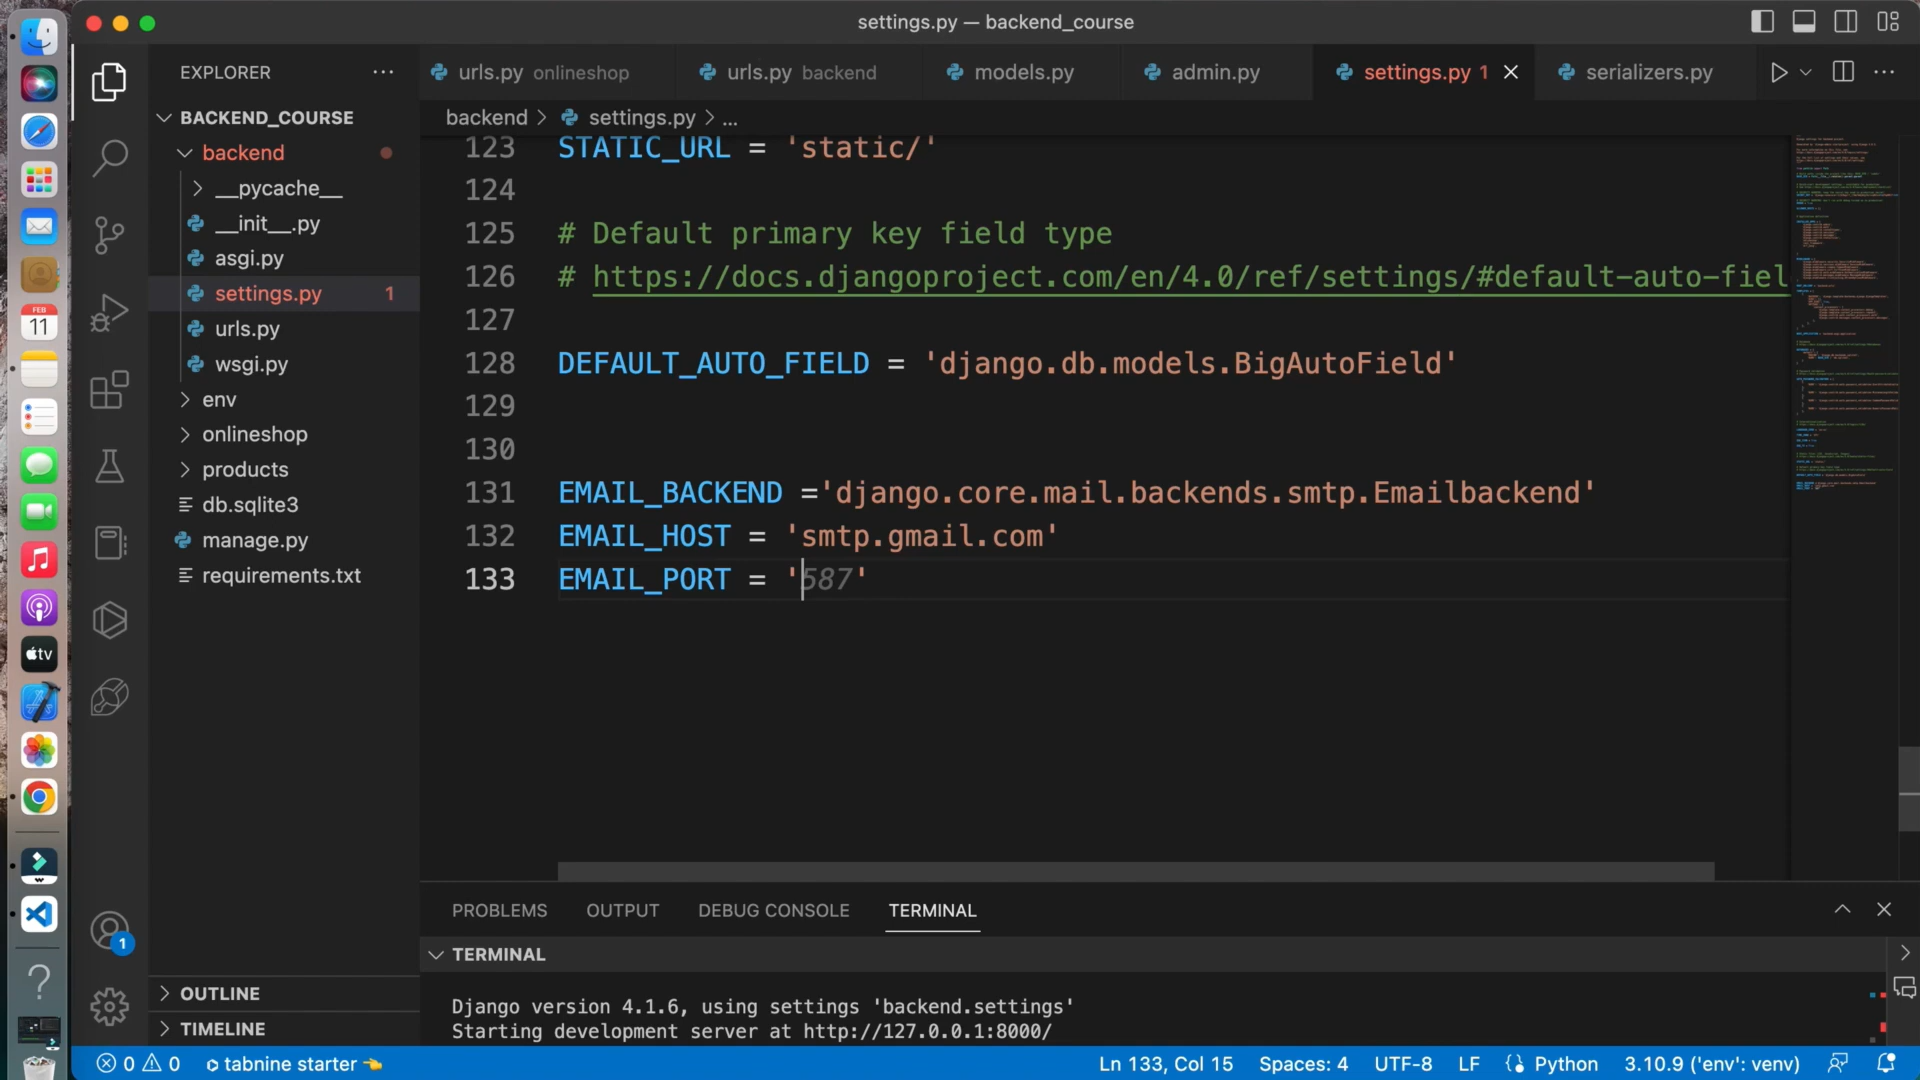 settings.py — backend_course
EXPLORER
urls.py onlineshop
urls.py backend
models.py
admin.py
settings.py 1
serializers.py
BACKEND_COURSE
backend
__pycache__
__init__.py
asgi.py
settings.py 1
urls.py
wsgi.py
env
onlineshop
products
db.sqlite3
manage.py
requirements.txt
OUTLINE
TIMELINE
backend > settings.py > ...
123 STATIC_URL = 'static/'
124
125 # Default primary key field type
126 # https://docs.djangoproject.com/en/4.0/ref/settings/#default-auto-fiel
127
128 DEFAULT_AUTO_FIELD = 'django.db.models.BigAutoField'
129
130
131 EMAIL_BACKEND ='django.core.mail.backends.smtp.Emailbackend'
132 EMAIL_HOST = 'smtp.gmail.com'
133 EMAIL_PORT = '587'
PROBLEMS OUTPUT DEBUG CONSOLE TERMINAL
TERMINAL
Django version 4.1.6, using settings 'backend.settings'
Starting development server at http://127.0.0.1:8000/
FEB
11
tv
1
0 0 tabnine starter
Ln 133, Col 15 Spaces: 4 UTF-8 LF Python 3.10.9 ('env': venv)